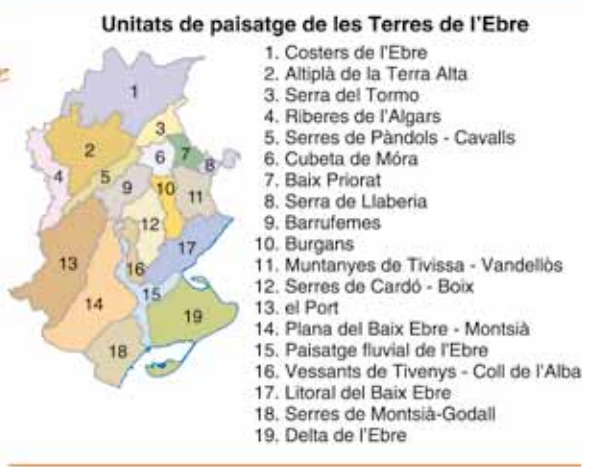 Unitats de paisatge de les Terres de l'Ebre
1. Costers de l'Ebre
2. Altiplà de la Terra Alta
3. Serra del Tormo
4. Riberes de l'Algars
5. Serres de Pàndols - Cavalls
6. Cubeta de Móra
7. Baix Priorat
8. Serra de Llaberia
9. Barrufemes
10. Burgans
11. Muntanyes de Tivissa - Vandellòs
12. Serres de Cardó - Boix
13. el Port
14. Plana del Baix Ebre - Montsià
15. Paisatge fluvial de l'Ebre
16. Vessants de Tivenys - Coll de l'Alba
17. Litoral del Baix Ebre
18. Serres de Montsià-Godall
19. Delta de l'Ebre
1
3
2
6
7
8
4
5
9
10
11
12
17
13
16
15
14
19
18